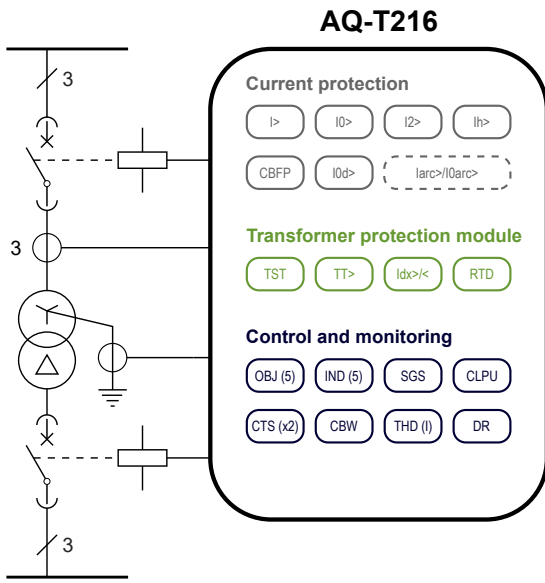 AQ-T216
3
Current protection
I> I0> I2> Ih>
CBFP I0d> Iarc>/I0arc>
3
Transformer protection module
TST TT> Idx>/< RTD
Control and monitoring
OBJ (5) IND (5) SGS CLPU
CTS (x2) CBW THD (I) DR
3